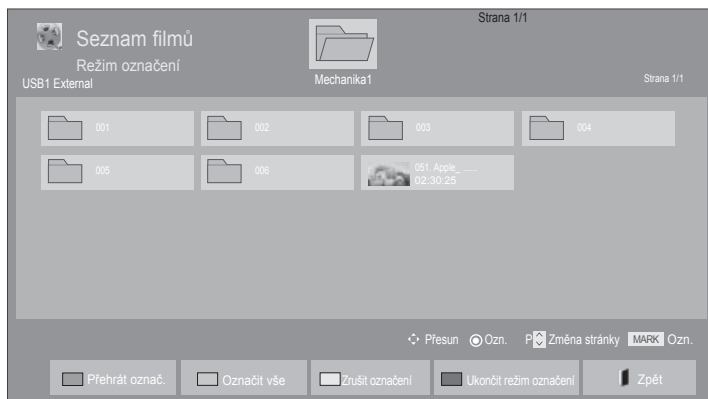 Strana 1/1
Seznam filmů
Režim označení
USB1 External
Mechanika1
Strana 1/1
001
002
003
004
005
006
051. Apple_ ......
02:30:25
Přesun
Ozn.
P
Změna stránky
MARK
Ozn.
Přehrát označ.
Označit vše
Zrušit označení
Ukončit režim označení
Zpět